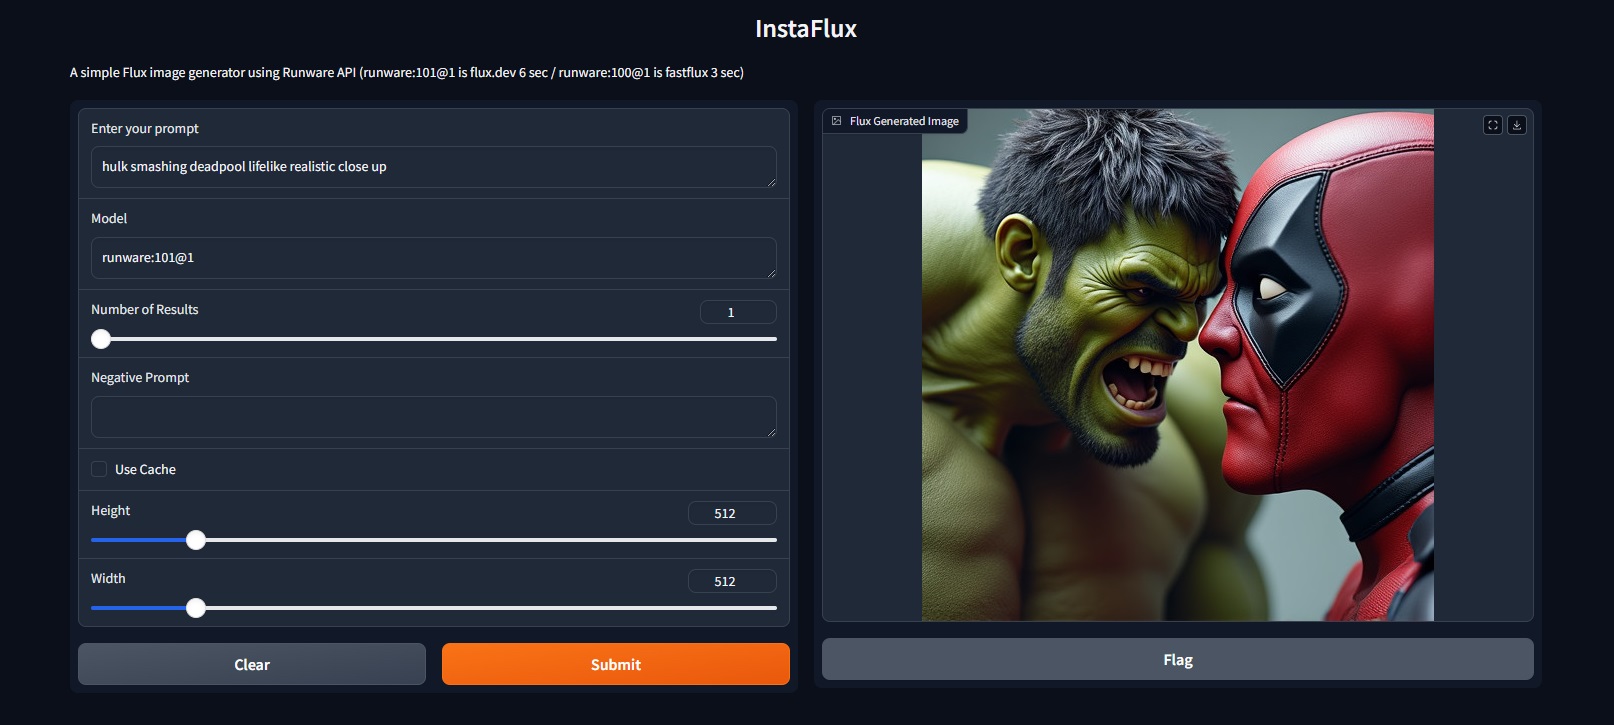 InstaFlux
A simple Flux image generator using Runware API (runware:101@1 is flux.dev 6 sec / runware:100@1 is fastflux 3 sec)
Enter your prompt
hulk smashing deadpool lifelike realistic close up
Model
runware:101@1
Number of Results
1
Negative Prompt
Use Cache
Height
512
Width
512
Clear
Submit
Flux Generated Image
Flag